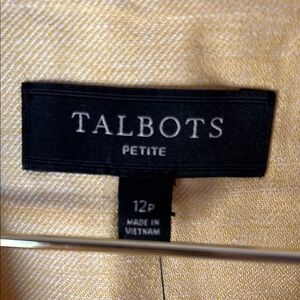 TALBOTS
PETITE
12P
MADE IN
VIETNAM